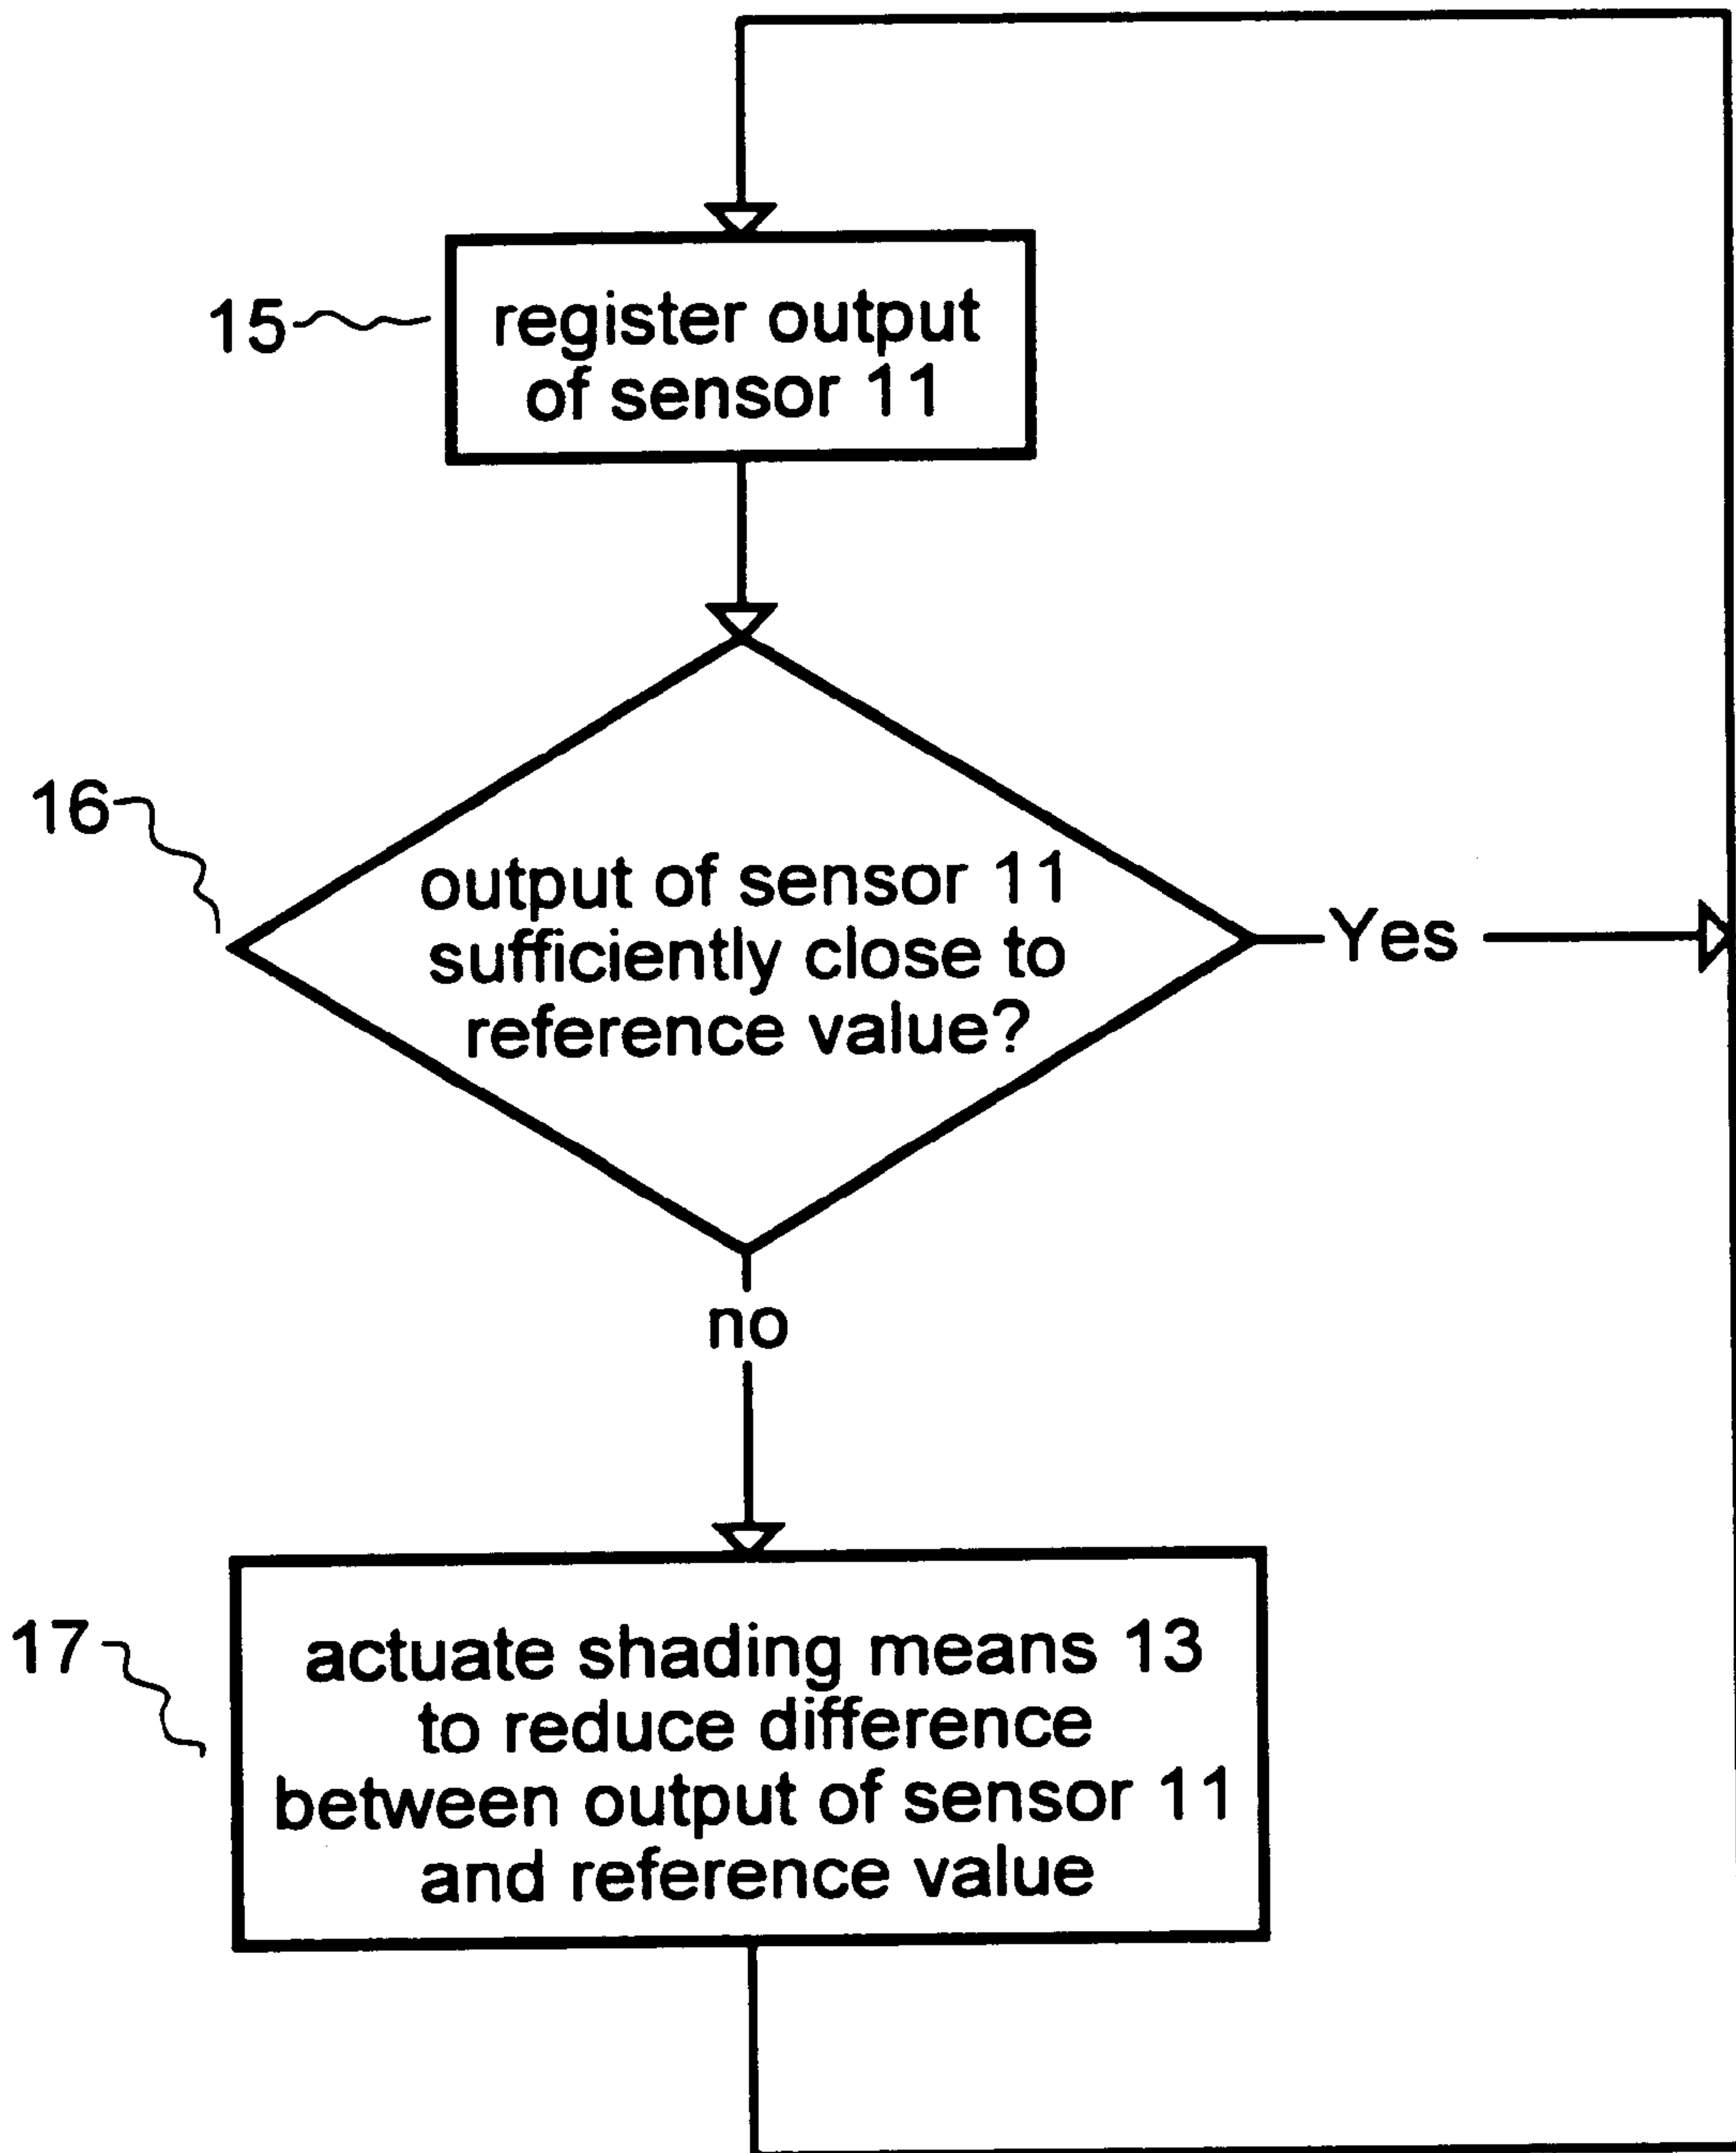 15
register output
of sensor 11
16
output of sensor 11
sufficiently close to
reference value?
Yes
no
17
actuate shading means 13
to reduce difference
between output of sensor 11
and reference value